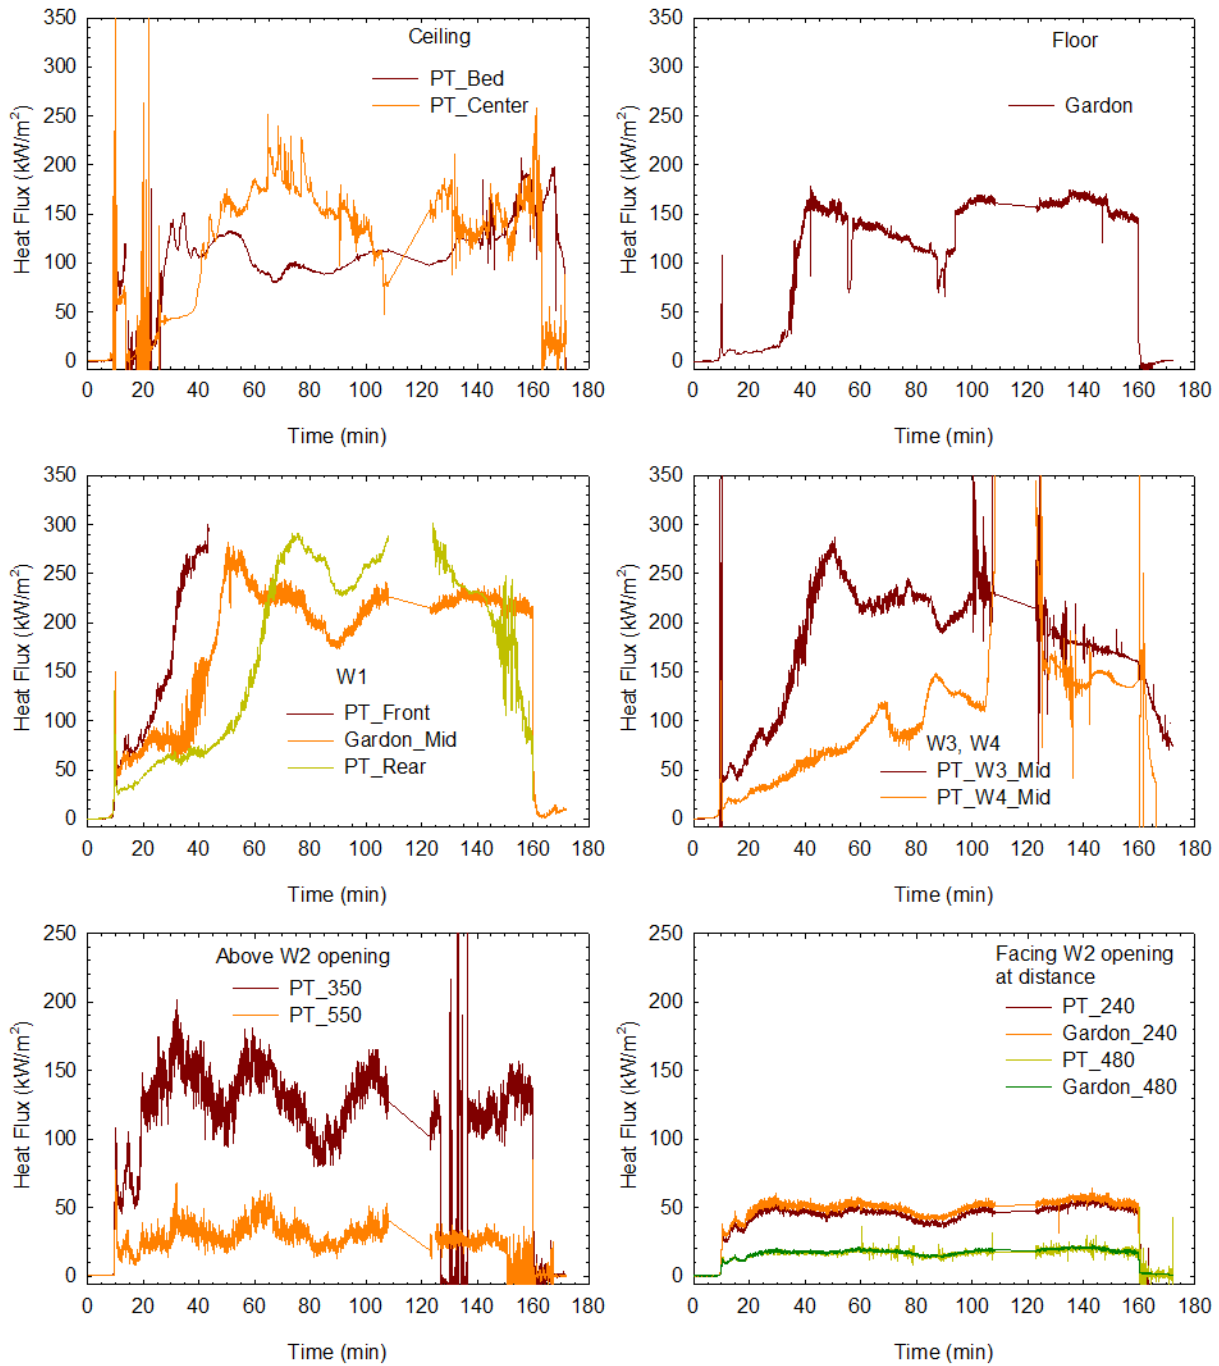 350
300
250
200
150
100
50
0
Heat Flux (kW/m²)
Ceiling
PT_Bed
PT_Center
0 20 40 60 80 100 120 140 160 180
Time (min)
350
300
250
200
150
100
50
0
Heat Flux (kW/m²)
Floor
Gardon
0 20 40 60 80 100 120 140 160 180
Time (min)
350
300
250
200
150
100
50
0
Heat Flux (kW/m²)
W1
PT_Front
Gardon_Mid
PT_Rear
0 20 40 60 80 100 120 140 160 180
Time (min)
350
300
250
200
150
100
50
0
Heat Flux (kW/m²)
W3, W4
PT_W3_Mid
PT_W4_Mid
0 20 40 60 80 100 120 140 160 180
Time (min)
250
200
150
100
50
0
Heat Flux (kW/m²)
Above W2 opening
PT_350
PT_550
0 20 40 60 80 100 120 140 160 180
Time (min)
250
200
150
100
50
0
Heat Flux (kW/m²)
Facing W2 opening
at distance
PT_240
Gardon_240
PT_480
Gardon_480
0 20 40 60 80 100 120 140 160 180
Time (min)